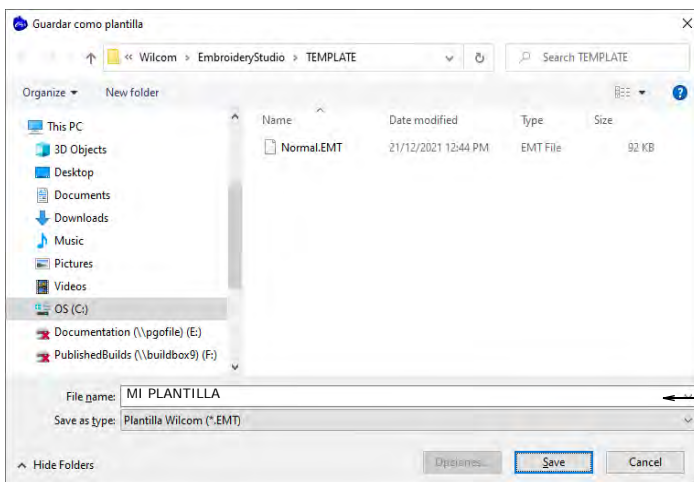 Guardar como plantilla
« Wilcom > EmbroideryStudio > TEMPLATE
Search TEMPLATE
Organize
New folder
This PC
3D Objects
Desktop
Documents
Downloads
Music
Pictures
Videos
OS (C:)
Documentation (\\pgofile) (E:)
PublishedBuilds (\\buildbox9) (F:)
Name Date modified Type Size
Normal.EMT 21/12/2021 12:44 PM EMT File 92 KB
File name: MI PLANTILLA
Save as type: Plantilla Wilcom (*.EMT)
Hide Folders
Opciones... Save Cancel